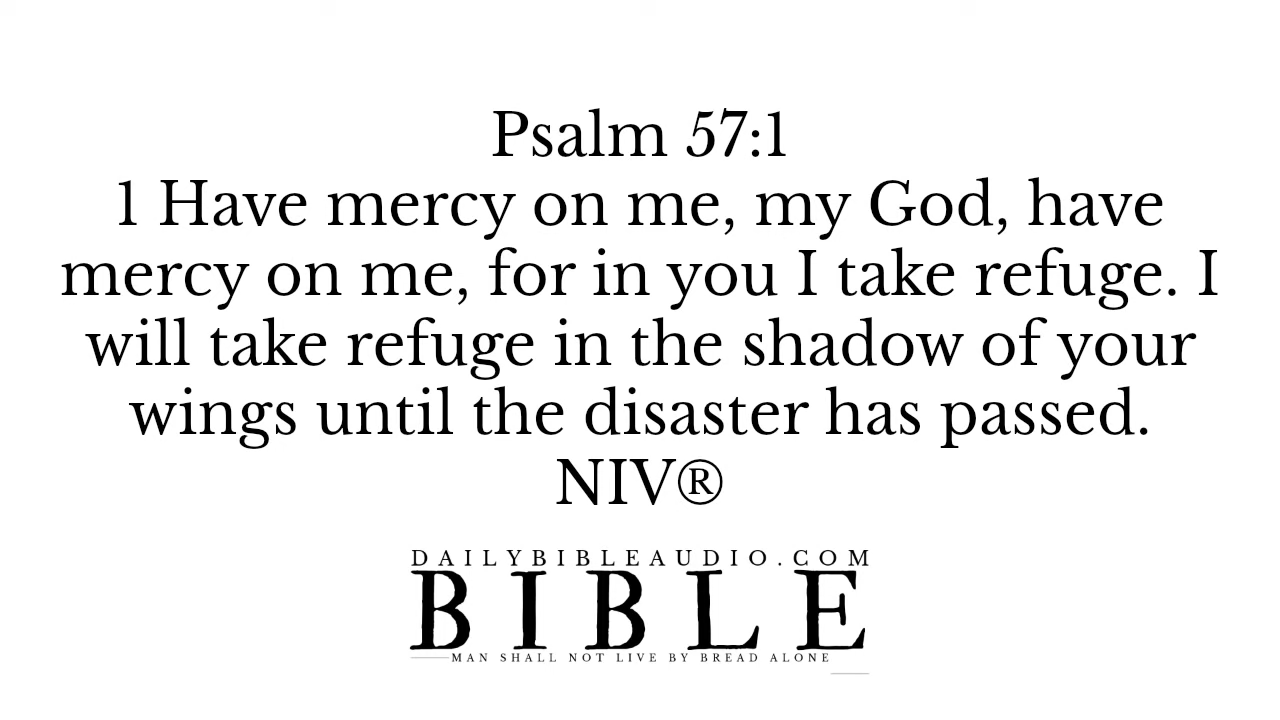 Psalm 57:1
1 Have mercy on me, my God, have
mercy on me, for in you I take refuge. I
will take refuge in the shadow of your
wings until the disaster has passed.
NIV®
DAILYBIBLEAUDIO.COM
BIBLE
MAN SHALL NOT LIVE BY BREAD ALONE